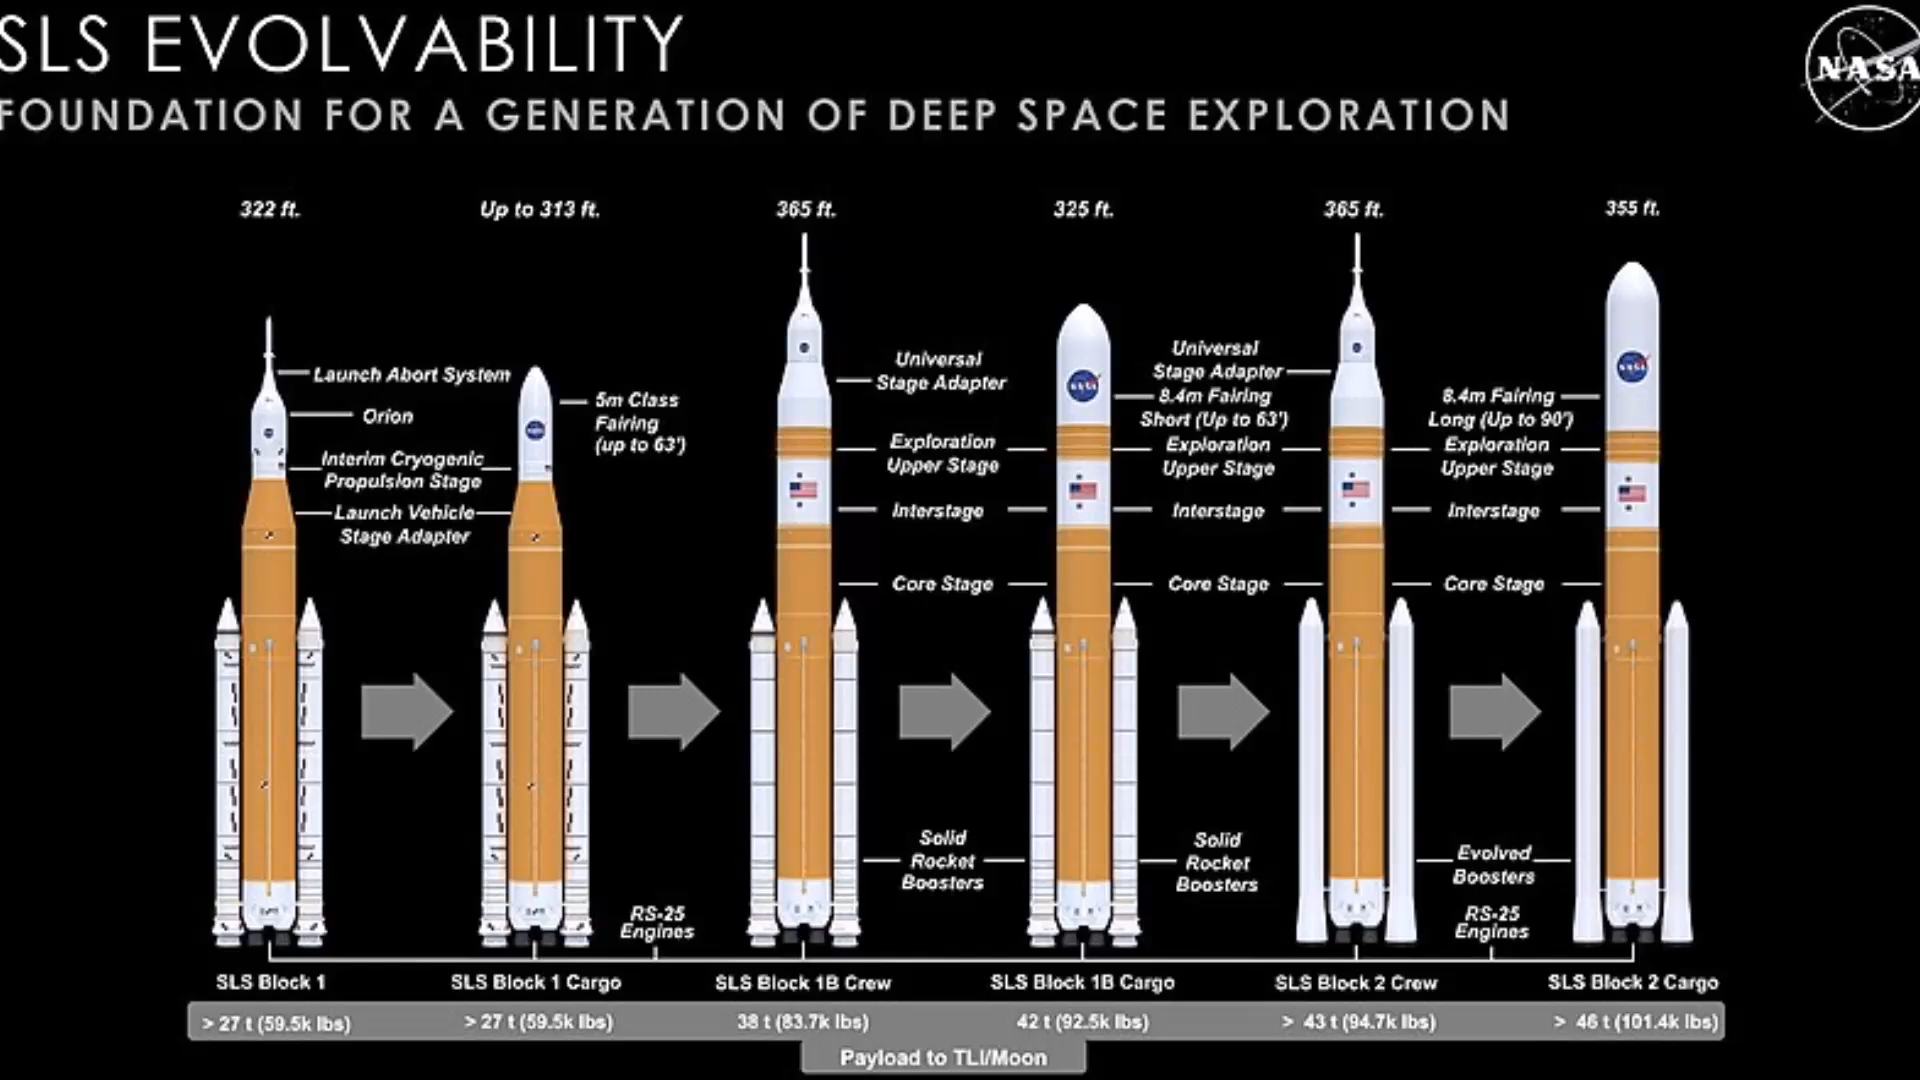 SLS EVOLVABILITY
FOUNDATION FOR A GENERATION OF DEEP SPACE EXPLORATION
NASA
322 ft.
Up to 313 ft.
365 ft.
325 ft.
365 ft.
355 ft.
Launch Abort System
Orion
Interim Cryogenic
Propulsion Stage
Launch Vehicle
Stage Adapter
5m Class
Fairing
(up to 63')
Universal
Stage Adapter
Exploration
Upper Stage
Interstage
Core Stage
Solid
Rocket
Boosters
Universal
Stage Adapter
8.4m Fairing
Short (Up to 63')
Exploration
Upper Stage
Interstage
Core Stage
Solid
Rocket
Boosters
8.4m Fairing
Long (Up to 90')
Exploration
Upper Stage
Interstage
Core Stage
Evolved
Boosters
RS-25
Engines
RS-25
Engines
SLS Block 1
SLS Block 1 Cargo
SLS Block 1B Crew
SLS Block 1B Cargo
SLS Block 2 Crew
SLS Block 2 Cargo
> 27 t (59.5k lbs)
> 27 t (59.5k lbs)
38 t (83.7k lbs)
42 t (92.5k lbs)
> 43 t (94.7k lbs)
> 46 t (101.4k lbs)
Payload to TLI/Moon